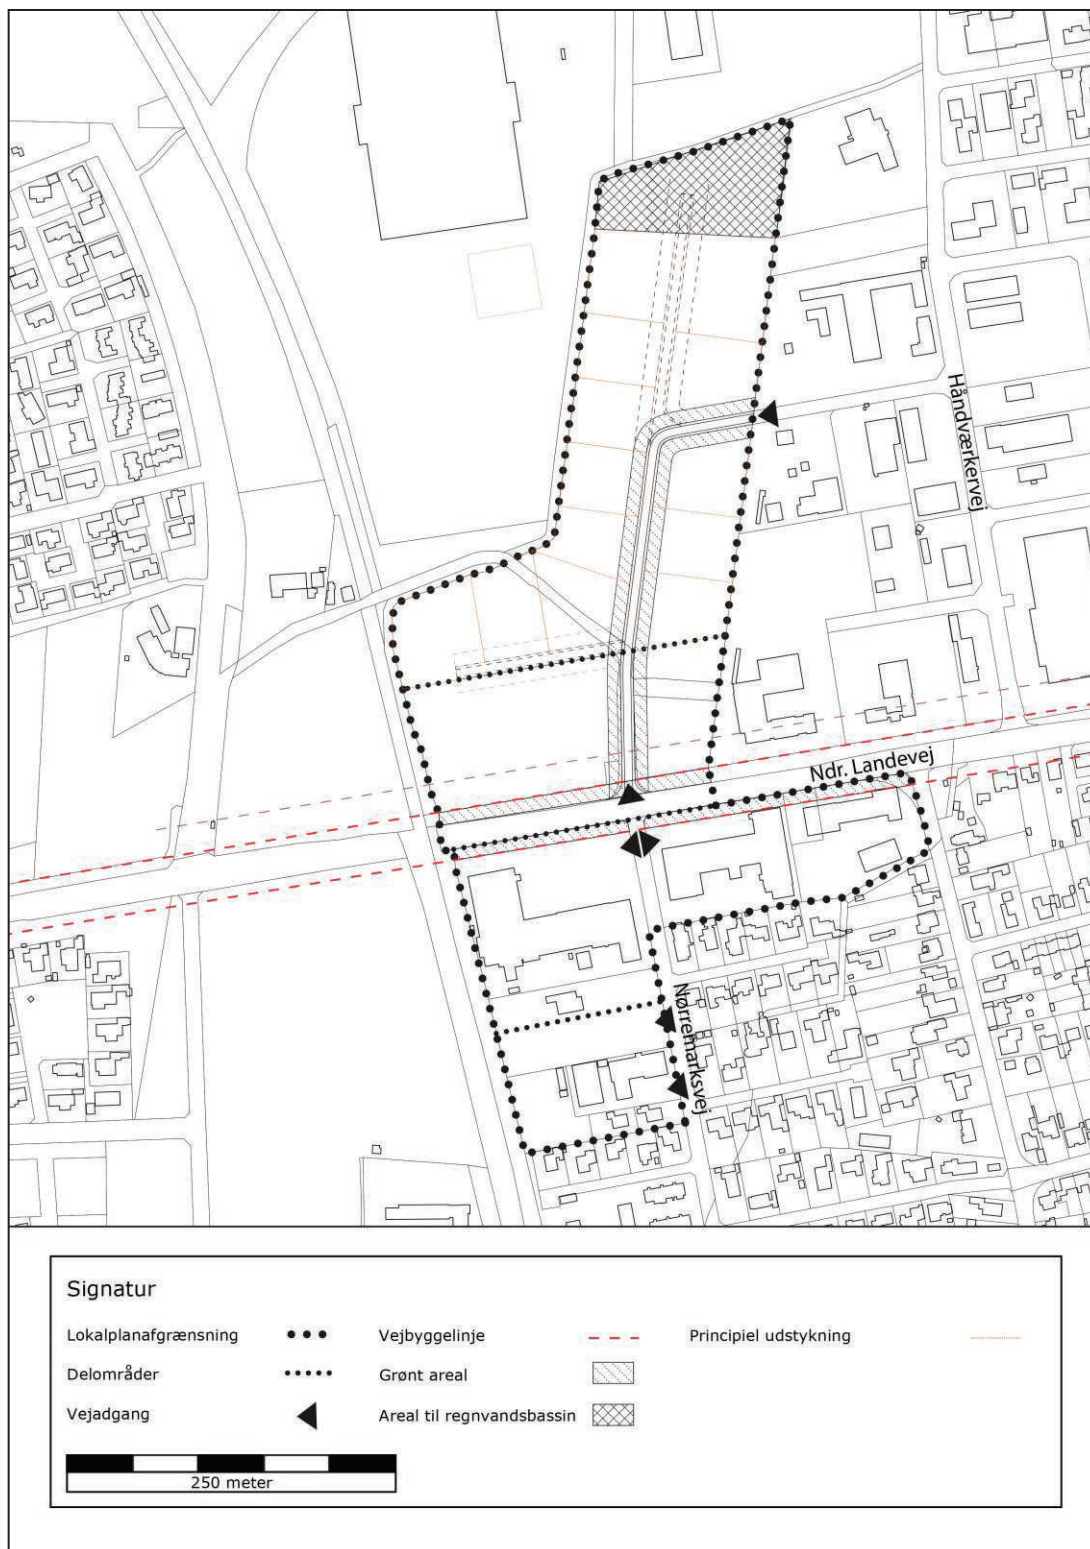 Håndværkervej
Ndr. Landevej
Nørremarksvej
Signatur
Lokalplanafgrænsning
Vejbyggelinje
Principiel udstykning
Delområder
Grønt areal
Vejadgang
Areal til regnvandsbassin
250 meter